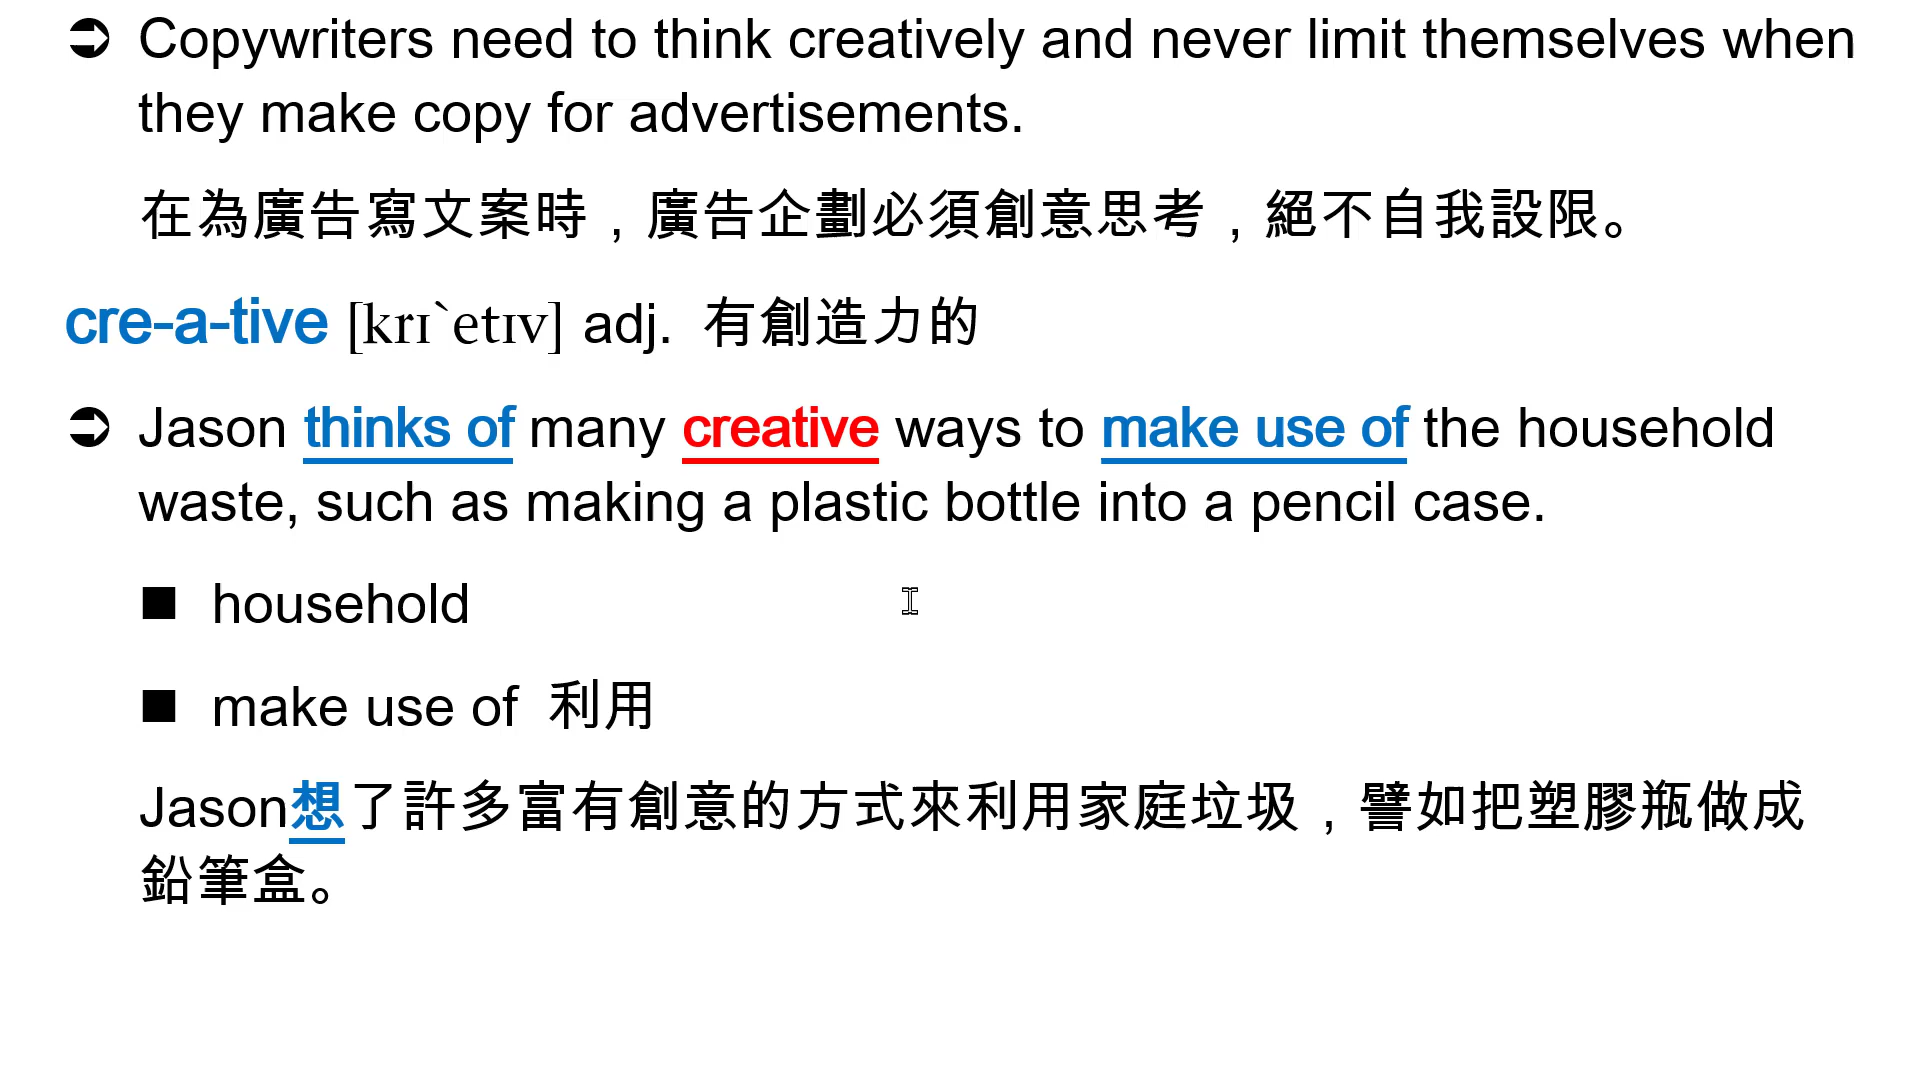 ➲ Copywriters need to think creatively and never limit themselves when
they make copy for advertisements.
在為廣告寫文案時，廣告企劃必須創意思考，絕不自我設限。
cre-a-tive [krɪˋetɪv] adj. 有創造力的
➲ Jason thinks of many creative ways to make use of the household
waste, such as making a plastic bottle into a pencil case.
■ household
■ make use of 利用
Jason想了許多富有創意的方式來利用家庭垃圾，譬如把塑膠瓶做成
鉛筆盒。